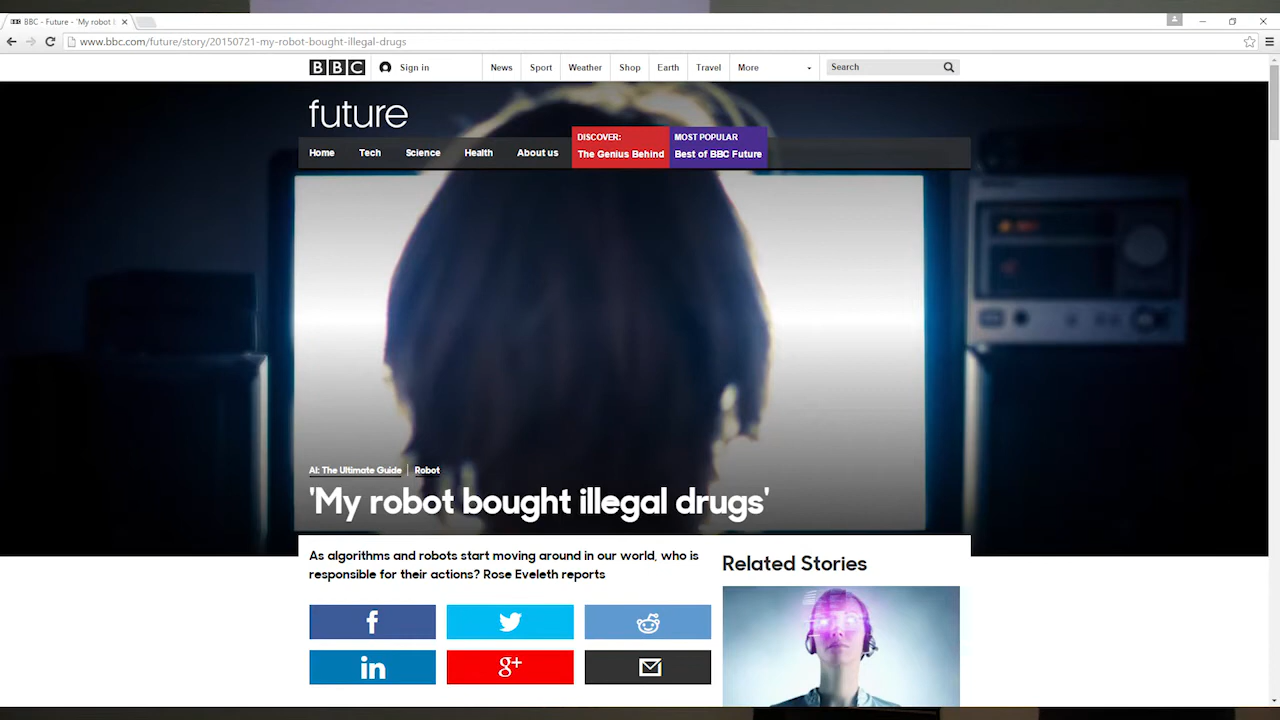 BBC - Future - 'My robot
www.bbc.com/future/story/20150721-my-robot-bought-illegal-drugs
BBC Sign in News Sport Weather Shop Earth Travel More Search
future
DISCOVER: MOST POPULAR
Home Tech Science Health About us The Genius Behind Best of BBC Future
AI: The Ultimate Guide Robot
'My robot bought illegal drugs'
As algorithms and robots start moving around in our world, who is
responsible for their actions? Rose Eveleth reports
Related Stories
f
in g+